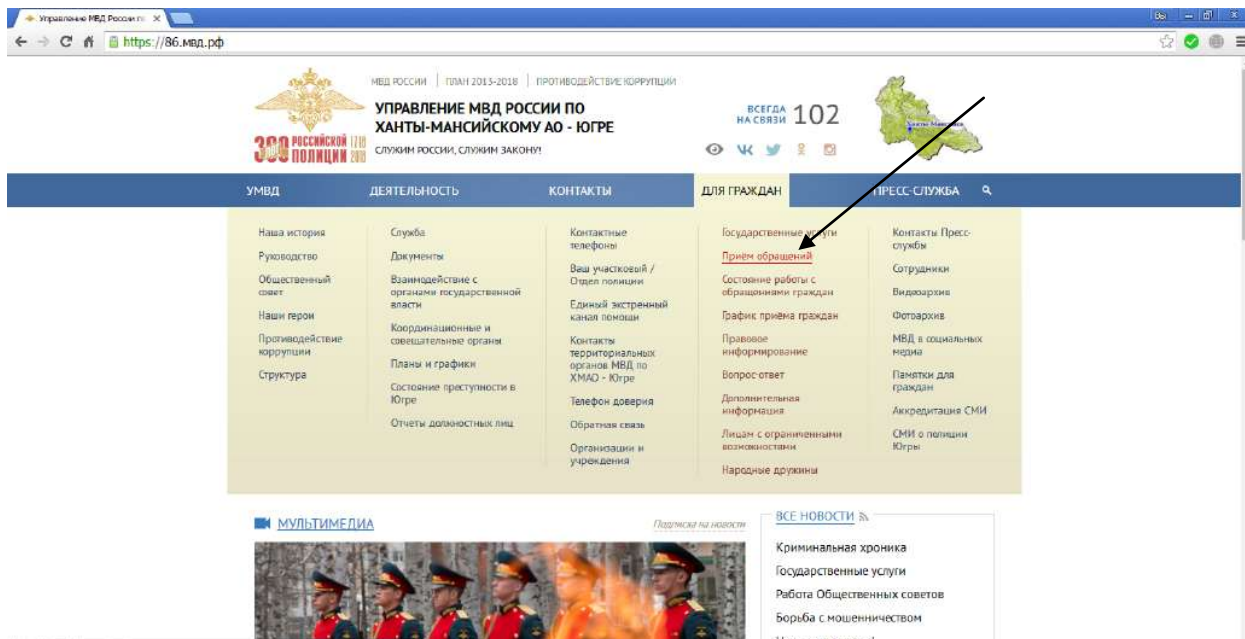 Управление МВД России п
https://86.мвд.рф
МВД РОССИИ
ПЛАН 2013-2018
ПРОТИВОДЕЙСТВИЕ КОРРУПЦИИ
УПРАВЛЕНИЕ МВД РОССИИ ПО
ХАНТЫ-МАНСИЙСКОМУ АО - ЮГРЕ
СЛУЖИМ РОССИИ, СЛУЖИМ ЗАКОНУ!
300 РОССИЙСКОЙ 1718
ПОЛИЦИИ 2018
ВСЕГДА
НА СВЯЗИ 102
Ханты-Мансийск
УМВД
ДЕЯТЕЛЬНОСТЬ
КОНТАКТЫ
ДЛЯ ГРАЖДАН
ПРЕСС-СЛУЖБА
Наша история
Руководство
Общественный
совет
Наши герои
Противодействие
коррупции
Структура
Служба
Документы
Взаимодействие с
органами государственной
власти
Координационные и
совещательные органы
Планы и графики
Состояние преступности в
Югре
Отчеты должностных лиц
Контактные
телефоны
Ваш участковый /
Отдел полиции
Единый экстренный
канал помощи
Контакты
территориальных
органов МВД по
ХМАО - Югре
Телефон доверия
Обратная связь
Организации и
учреждения
Государственные услуги
Приём обращений
Состояние работы с
обращениями граждан
График приёма граждан
Правовое
информирование
Вопрос-ответ
Дополнительная
информация
Лицам с ограниченными
возможностями
Народные дружины
Контакты Пресс-
службы
Сотрудники
Видеоархив
Фотоархив
МВД в социальных
медиа
Памятки для
граждан
Аккредитация СМИ
СМИ о полиции
Югры
МУЛЬТИМЕДИА
Подписка на новости
ВСЕ НОВОСТИ
Криминальная хроника
Государственные услуги
Работа Общественных советов
Борьба с мошенничеством